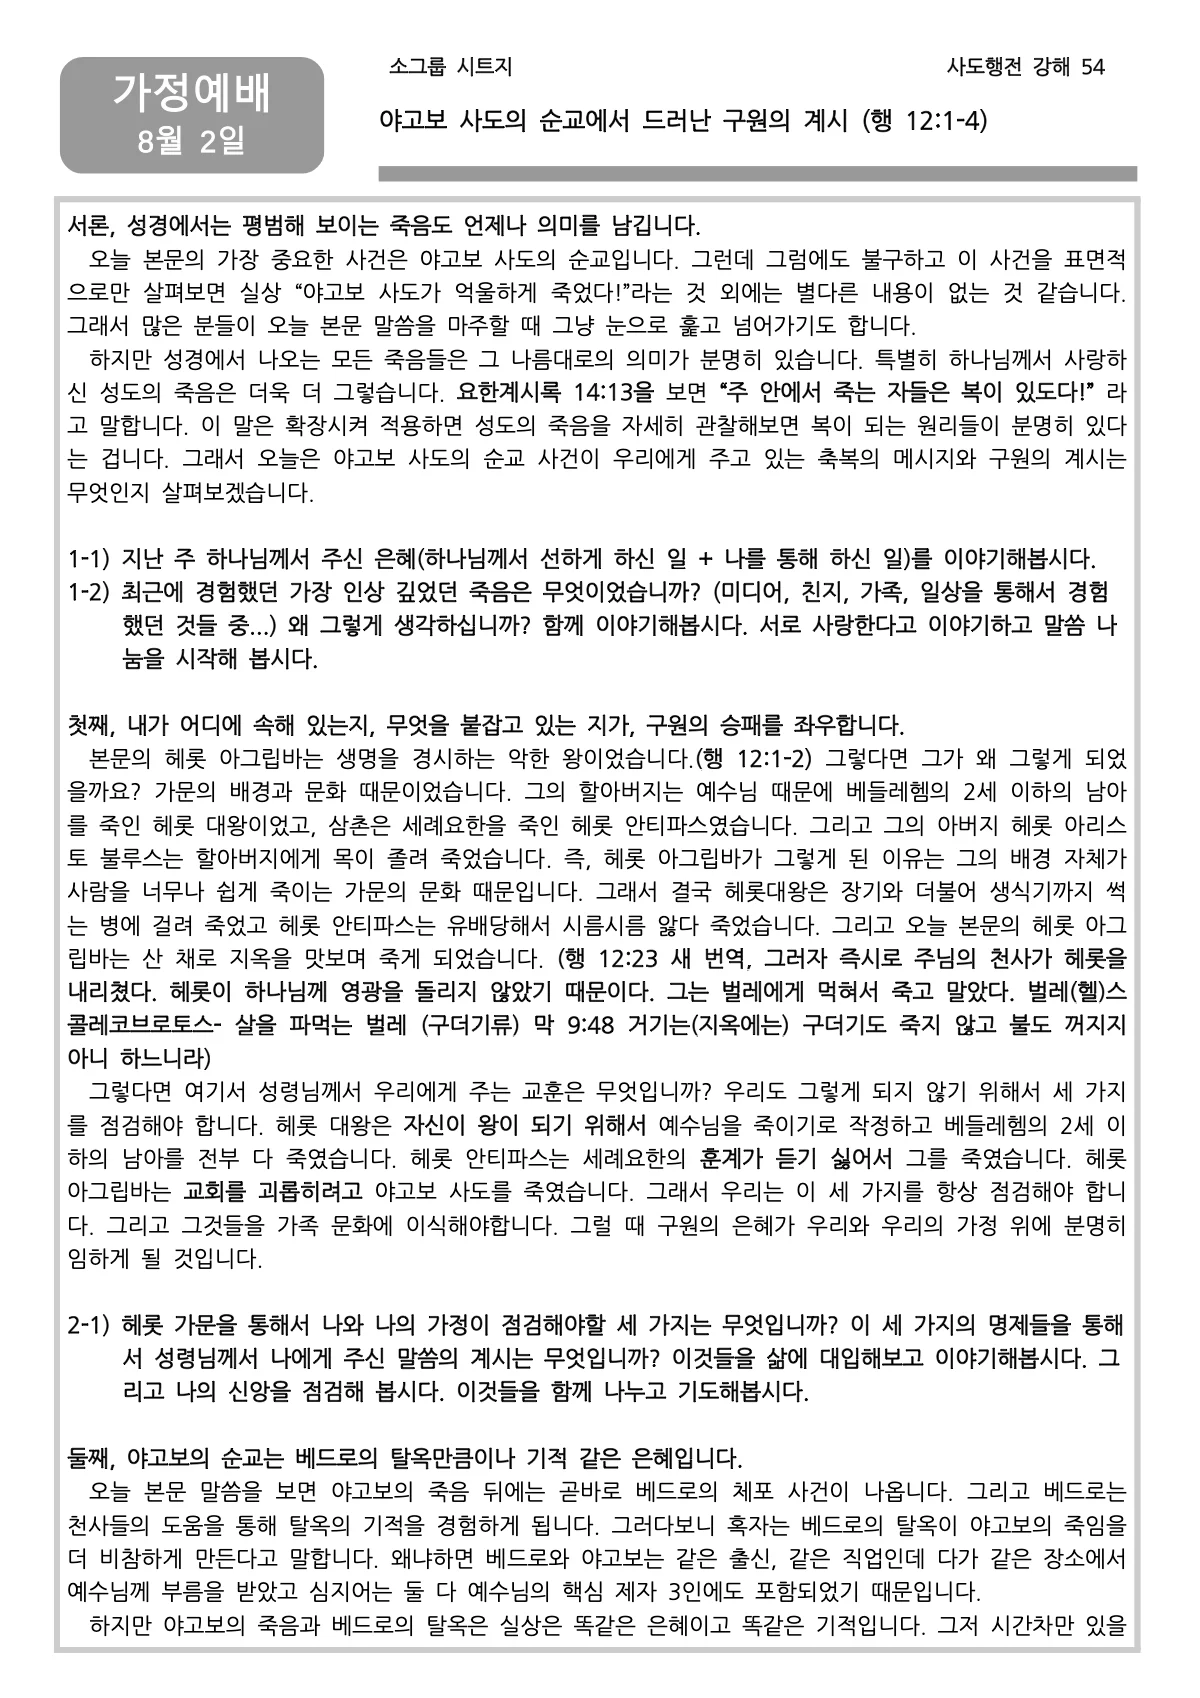 가정예배
8월 2일
소그룹 시트지
사도행전 강해 54
야고보 사도의 순교에서 드러난 구원의 계시 (행 12:1-4)
서론, 성경에서는 평범해 보이는 죽음도 언제나 의미를 남깁니다.
오늘 본문의 가장 중요한 사건은 야고보 사도의 순교입니다. 그런데 그럼에도 불구하고 이 사건을 표면적
으로만 살펴보면 실상 “야고보 사도가 억울하게 죽었다!”라는 것 외에는 별다른 내용이 없는 것 같습니다.
그래서 많은 분들이 오늘 본문 말씀을 마주할 때 그냥 눈으로 훑고 넘어가기도 합니다.
하지만 성경에서 나오는 모든 죽음들은 그 나름대로의 의미가 분명히 있습니다. 특별히 하나님께서 사랑하
신 성도의 죽음은 더욱 더 그렇습니다. 요한계시록 14:13을 보면 “주 안에서 죽는 자들은 복이 있도다!” 라
고 말합니다. 이 말은 확장시켜 적용하면 성도의 죽음을 자세히 관찰해보면 복이 되는 원리들이 분명히 있다
는 겁니다. 그래서 오늘은 야고보 사도의 순교 사건이 우리에게 주고 있는 축복의 메시지와 구원의 계시는
무엇인지 살펴보겠습니다.
1-1) 지난 주 하나님께서 주신 은혜(하나님께서 선하게 하신 일 + 나를 통해 하신 일)를 이야기해봅시다.
1-2) 최근에 경험했던 가장 인상 깊었던 죽음은 무엇이었습니까? (미디어, 친지, 가족, 일상을 통해서 경험
했던 것들 중...) 왜 그렇게 생각하십니까? 함께 이야기해봅시다. 서로 사랑한다고 이야기하고 말씀 나
눔을 시작해 봅시다.
첫째, 내가 어디에 속해 있는지, 무엇을 붙잡고 있는 지가, 구원의 승패를 좌우합니다.
본문의 헤롯 아그립바는 생명을 경시하는 악한 왕이었습니다.(행 12:1-2) 그렇다면 그가 왜 그렇게 되었
을까요? 가문의 배경과 문화 때문이었습니다. 그의 할아버지는 예수님 때문에 베들레헴의 2세 이하의 남아
를 죽인 헤롯 대왕이었고, 삼촌은 세례요한을 죽인 헤롯 안티파스였습니다. 그리고 그의 아버지 헤롯 아리스
토 불루스는 할아버지에게 목이 졸려 죽었습니다. 즉, 헤롯 아그립바가 그렇게 된 이유는 그의 배경 자체가
사람을 너무나 쉽게 죽이는 가문의 문화 때문입니다. 그래서 결국 헤롯대왕은 장기와 더불어 생식기까지 썩
는 병에 걸려 죽었고 헤롯 안티파스는 유배당해서 시름시름 앓다 죽었습니다. 그리고 오늘 본문의 헤롯 아그
립바는 산 채로 지옥을 맛보며 죽게 되었습니다. (행 12:23 새 번역, 그러자 즉시로 주님의 천사가 헤롯을
내리쳤다. 헤롯이 하나님께 영광을 돌리지 않았기 때문이다. 그는 벌레에게 먹혀서 죽고 말았다. 벌레(헬)스
콜레코브로토스- 살을 파먹는 벌레 (구더기류) 막 9:48 거기는(지옥에는) 구더기도 죽지 않고 불도 꺼지지
아니 하느니라)
그렇다면 여기서 성령님께서 우리에게 주는 교훈은 무엇입니까? 우리도 그렇게 되지 않기 위해서 세 가지
를 점검해야 합니다. 헤롯 대왕은 자신이 왕이 되기 위해서 예수님을 죽이기로 작정하고 베들레헴의 2세 이
하의 남아를 전부 다 죽였습니다. 헤롯 안티파스는 세례요한의 훈계가 듣기 싫어서 그를 죽였습니다. 헤롯
아그립바는 교회를 괴롭히려고 야고보 사도를 죽였습니다. 그래서 우리는 이 세 가지를 항상 점검해야 합니
다. 그리고 그것들을 가족 문화에 이식해야합니다. 그럴 때 구원의 은혜가 우리와 우리의 가정 위에 분명히
임하게 될 것입니다.
2-1) 헤롯 가문을 통해서 나와 나의 가정이 점검해야할 세 가지는 무엇입니까? 이 세 가지의 명제들을 통해
서 성령님께서 나에게 주신 말씀의 계시는 무엇입니까? 이것들을 삶에 대입해보고 이야기해봅시다. 그
리고 나의 신앙을 점검해 봅시다. 이것들을 함께 나누고 기도해봅시다.
둘째, 야고보의 순교는 베드로의 탈옥만큼이나 기적 같은 은혜입니다.
오늘 본문 말씀을 보면 야고보의 죽음 뒤에는 곧바로 베드로의 체포 사건이 나옵니다. 그리고 베드로는
천사들의 도움을 통해 탈옥의 기적을 경험하게 됩니다. 그러다보니 혹자는 베드로의 탈옥이 야고보의 죽임을
더 비참하게 만든다고 말합니다. 왜냐하면 베드로와 야고보는 같은 출신, 같은 직업인데 다가 같은 장소에서
예수님께 부름을 받았고 심지어는 둘 다 예수님의 핵심 제자 3인에도 포함되었기 때문입니다.
하지만 야고보의 죽음과 베드로의 탈옥은 실상은 똑같은 은혜이고 똑같은 기적입니다. 그저 시간차만 있을